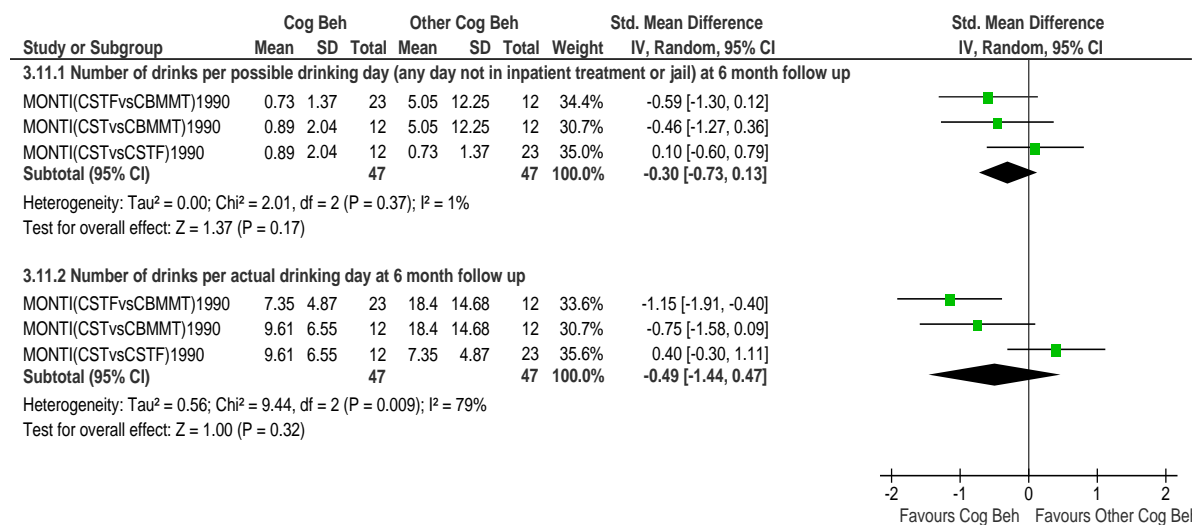 Cog Beh Other Cog Beh Std. Mean Difference Std. Mean Difference
Study or Subgroup Mean SD Total Mean SD Total Weight IV, Random, 95% CI IV, Random, 95% CI
3.11.1 Number of drinks per possible drinking day (any day not in inpatient treatment or jail) at 6 month follow up
MONTI(CSTFvsCBMMT)1990 0.73 1.37 23 5.05 12.25 12 34.4% -0.59 [-1.30, 0.12]
MONTI(CSTvsCBMMT)1990 0.89 2.04 12 5.05 12.25 12 30.7% -0.46 [-1.27, 0.36]
MONTI(CSTvsCSTF)1990 0.89 2.04 12 0.73 1.37 23 35.0% 0.10 [-0.60, 0.79]
Subtotal (95% CI) 47 47 100.0% -0.30 [-0.73, 0.13]
Heterogeneity: Tau² = 0.00; Chi² = 2.01, df = 2 (P = 0.37); I² = 1%
Test for overall effect: Z = 1.37 (P = 0.17)
3.11.2 Number of drinks per actual drinking day at 6 month follow up
MONTI(CSTFvsCBMMT)1990 7.35 4.87 23 18.4 14.68 12 33.6% -1.15 [-1.91, -0.40]
MONTI(CSTvsCBMMT)1990 9.61 6.55 12 18.4 14.68 12 30.7% -0.75 [-1.58, 0.09]
MONTI(CSTvsCSTF)1990 9.61 6.55 12 7.35 4.87 23 35.6% 0.40 [-0.30, 1.11]
Subtotal (95% CI) 47 47 100.0% -0.49 [-1.44, 0.47]
Heterogeneity: Tau² = 0.56; Chi² = 9.44, df = 2 (P = 0.009); I² = 79%
Test for overall effect: Z = 1.00 (P = 0.32)
-2 -1 0 1 2
Favours Cog Beh Favours Other Cog Beh